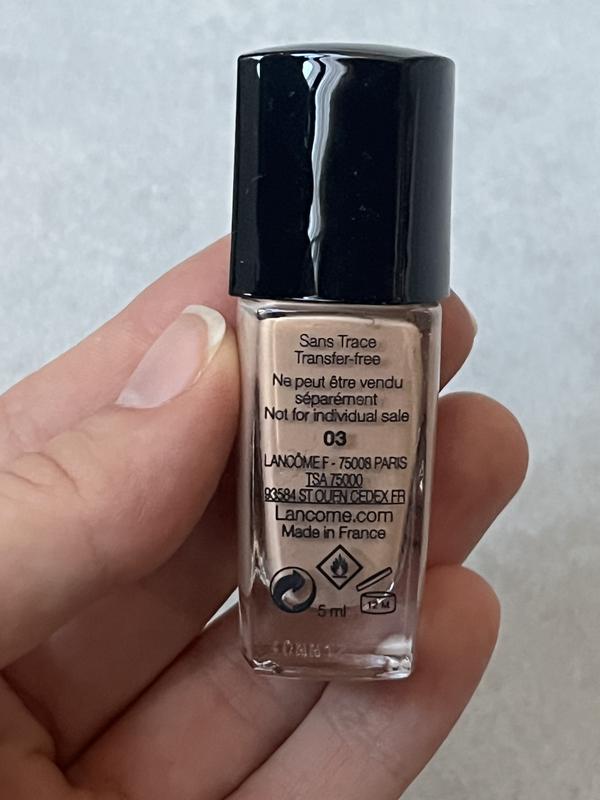 Sans Trace
Transfer-free
Ne peut être vendu
séparément
Not for individual sale
03
LANCÔME F - 75008 PARIS
TSA 75000
93584 ST OUEN CEDEX FR
Lancome.com
Made in France
5 ml
12 M